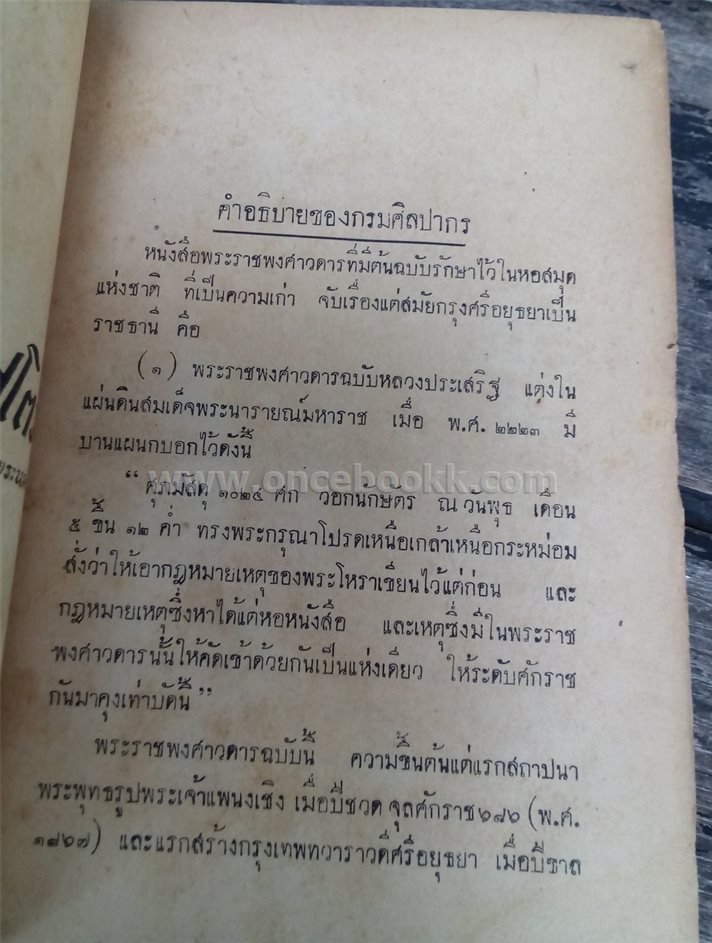 คำอธิบายของกรมศิลปากร
หนังสือพระราชพงศาวดารที่มีต้นฉบับรักษาไว้ในหอสมุด
แห่งชาติ ที่เป็นความเก่า จับเรื่องแต่สมัยกรุงศรีอยุธยาเป็น
ราชธานี คือ
(๑) พระราชพงศาวดารฉบับหลวงประเสริฐ แต่งใน
แผ่นดินสมเด็จพระนารายณ์มหาราช เมื่อ พ.ศ. ๒๒๒๓ มี
บานแผนกบอกไว้ดังนี้
www.oncebookk.com
“ ศุภมัสดุ ๑๐๔๒ ศก วอกนักษัตร ณ วันพุธ เดือน
๕ ขึ้น ๑๒ ค่ำ ทรงพระกรุณาโปรดเหนือเกล้าเหนือกระหม่อม
สั่งว่าให้เอากฎหมายเหตุของพระโหราเขียนไว้แต่ก่อน และ
กฎหมายเหตุซึ่งหาได้แต่หอหนังสือ และเหตุซึ่งมีในพระราช
พงศาวดารนั้นให้คัดเข้าด้วยกันเป็นแห่งเดียว ให้ระดับศักราช
กันมาคุงเท่าบัดนี้ ”
พระราชพงศาวดารฉบับนี้ ความขึ้นต้นแต่แรกสถาปนา
พระพุทธรูปพระเจ้าแพนงเชิง เมื่อปีชวด จุลศักราช ๖๘๖ (พ.ศ.
๑๘๖๗) และแรกสร้างกรุงเทพทวาราวดีศรีอยุธยา เมื่อปีขาล